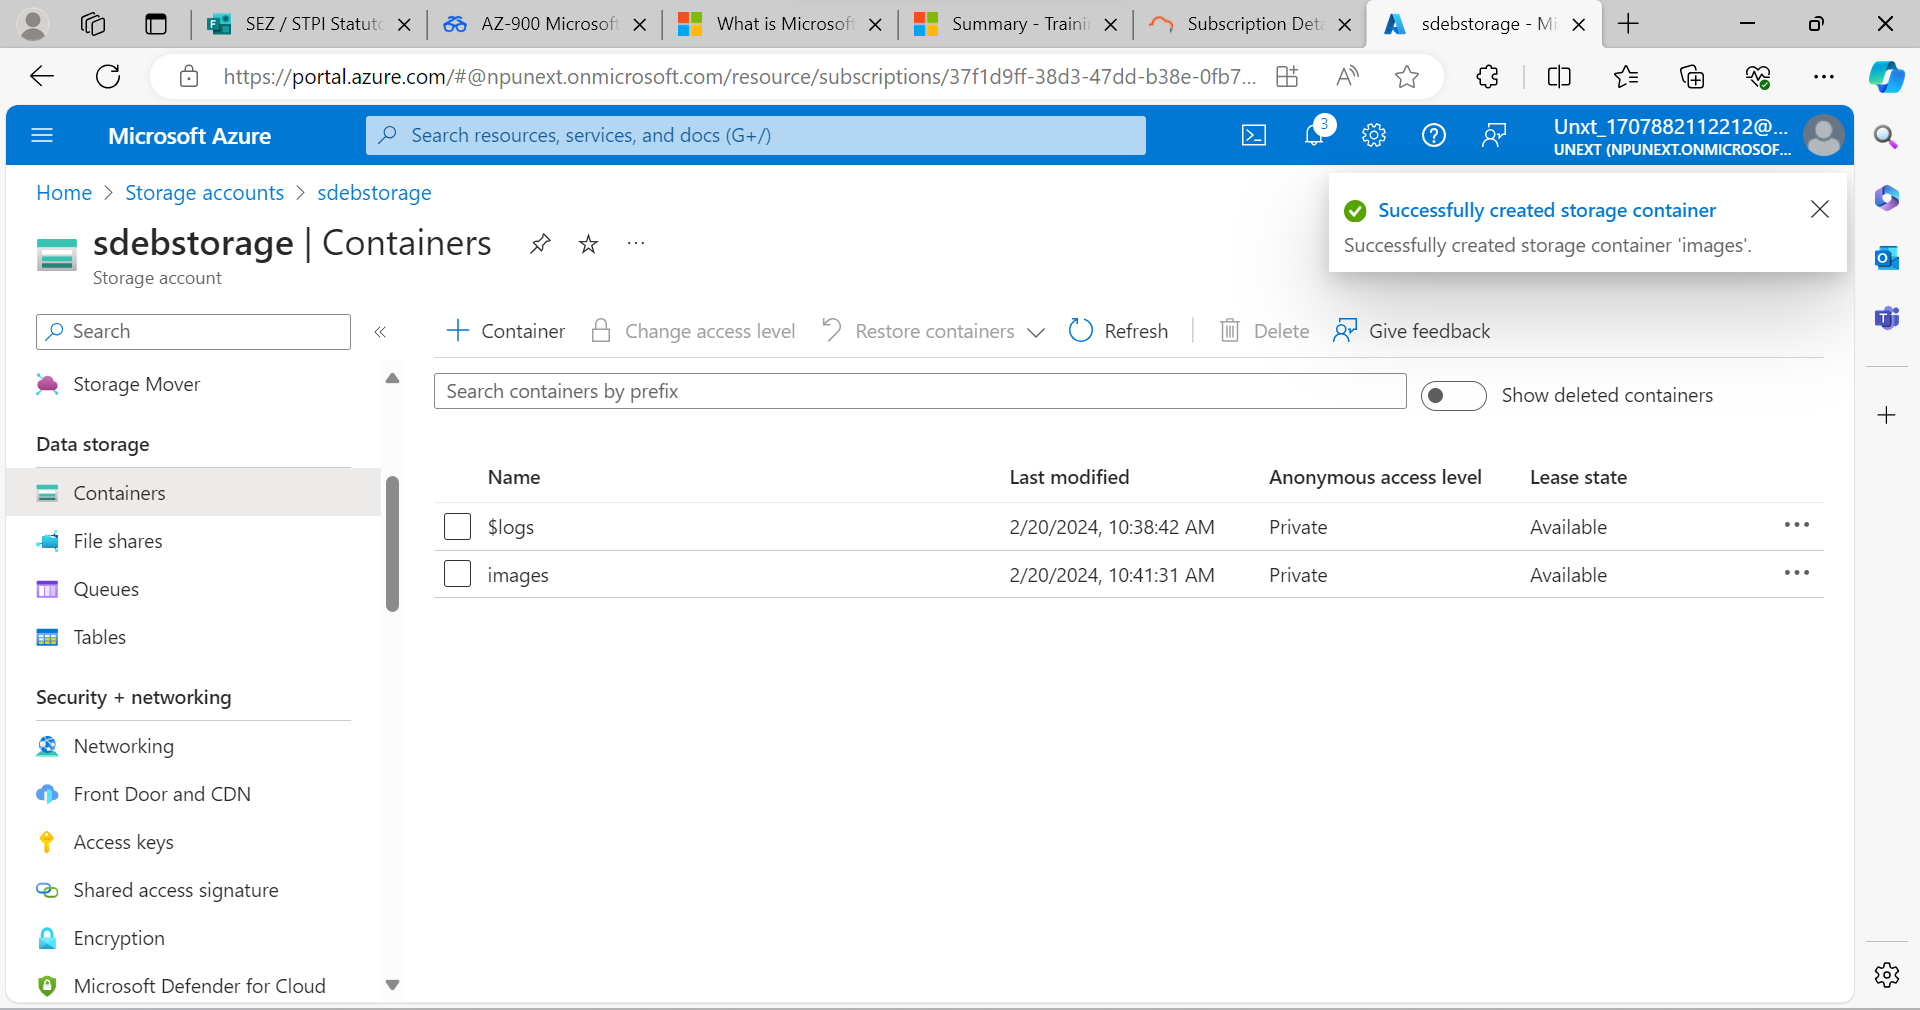 SEZ / STPI Statuto
AZ-900 Microsoft
What is Microsoft
Summary - Trainin
Subscription Deta
sdebstorage - Mi
https://portal.azure.com/#@npunext.onmicrosoft.com/resource/subscriptions/37f1d9ff-38d3-47dd-b38e-0fb7...
Microsoft Azure
Search resources, services, and docs (G+/)
3
Unxt_1707882112212@...
UNEXT (NPUNEXT.ONMICROSOF...
Home > Storage accounts > sdebstorage
Successfully created storage container
Successfully created storage container 'images'.
sdebstorage | Containers
Storage account
Search
Container
Change access level
Restore containers
Refresh
Delete
Give feedback
Storage Mover
Search containers by prefix
Show deleted containers
Data storage
Containers
File shares
Queues
Tables
Name Last modified Anonymous access level Lease state
$logs 2/20/2024, 10:38:42 AM Private Available
images 2/20/2024, 10:41:31 AM Private Available
Security + networking
Networking
Front Door and CDN
Access keys
Shared access signature
Encryption
Microsoft Defender for Cloud